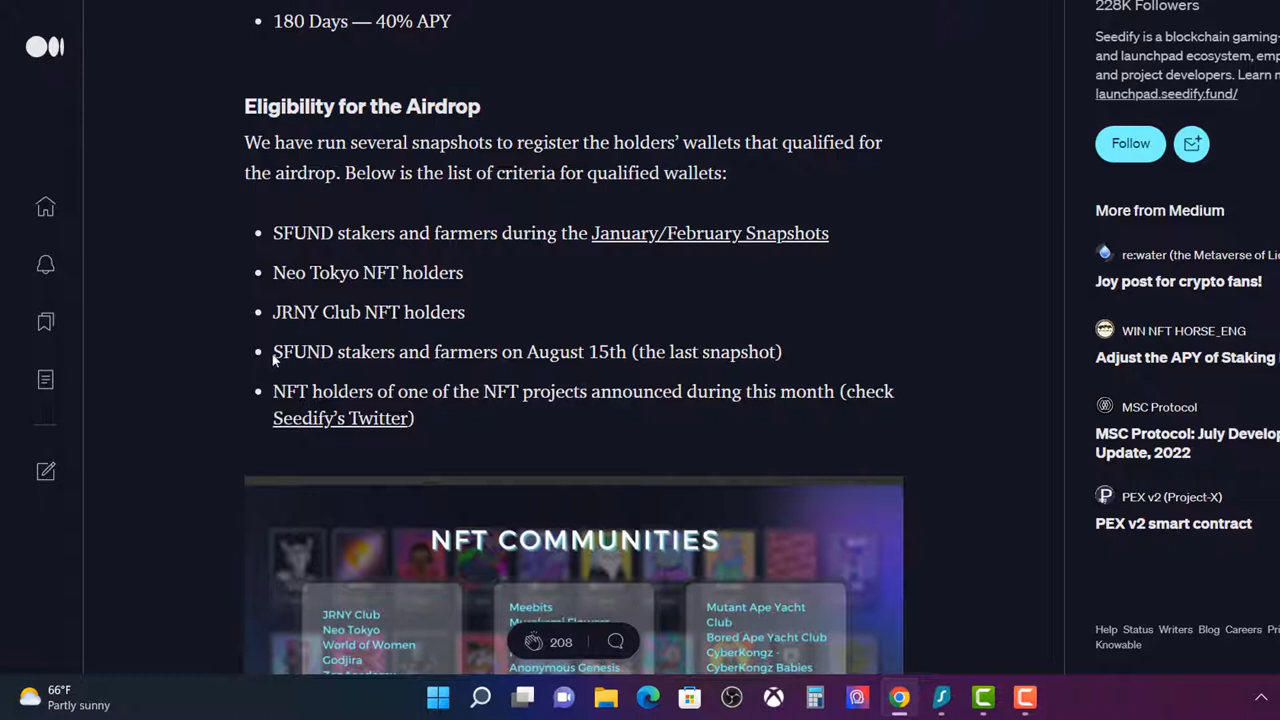 180 Days — 40% APY
Eligibility for the Airdrop
We have run several snapshots to register the holders’ wallets that qualified for
the airdrop. Below is the list of criteria for qualified wallets:
SFUND stakers and farmers during the January/February Snapshots
Neo Tokyo NFT holders
JRNY Club NFT holders
SFUND stakers and farmers on August 15th (the last snapshot)
NFT holders of one of the NFT projects announced during this month (check
Seedify’s Twitter)
NFT COMMUNITIES
JRNY Club
Neo Tokyo
World of Women
Godjira
Meebits
Anonymous Genesis
Mutant Ape Yacht
Club
Bored Ape Yacht Club
CyberKongz -
CyberKongz Babies
208
228K Followers
Seedify is a blockchain gaming-
and launchpad ecosystem,
and project developers. Learn
launchpad.seedify.fund/
Follow
More from Medium
re:water (the Metaverse of
Joy post for crypto fans!
WIN NFT HORSE_ENG
Adjust the APY of Staking
MSC Protocol
MSC Protocol: July
Update, 2022
PEX v2 (Project-X)
PEX v2 smart contract
Help Status Writers Blog Careers
Knowable
66°F
Partly sunny